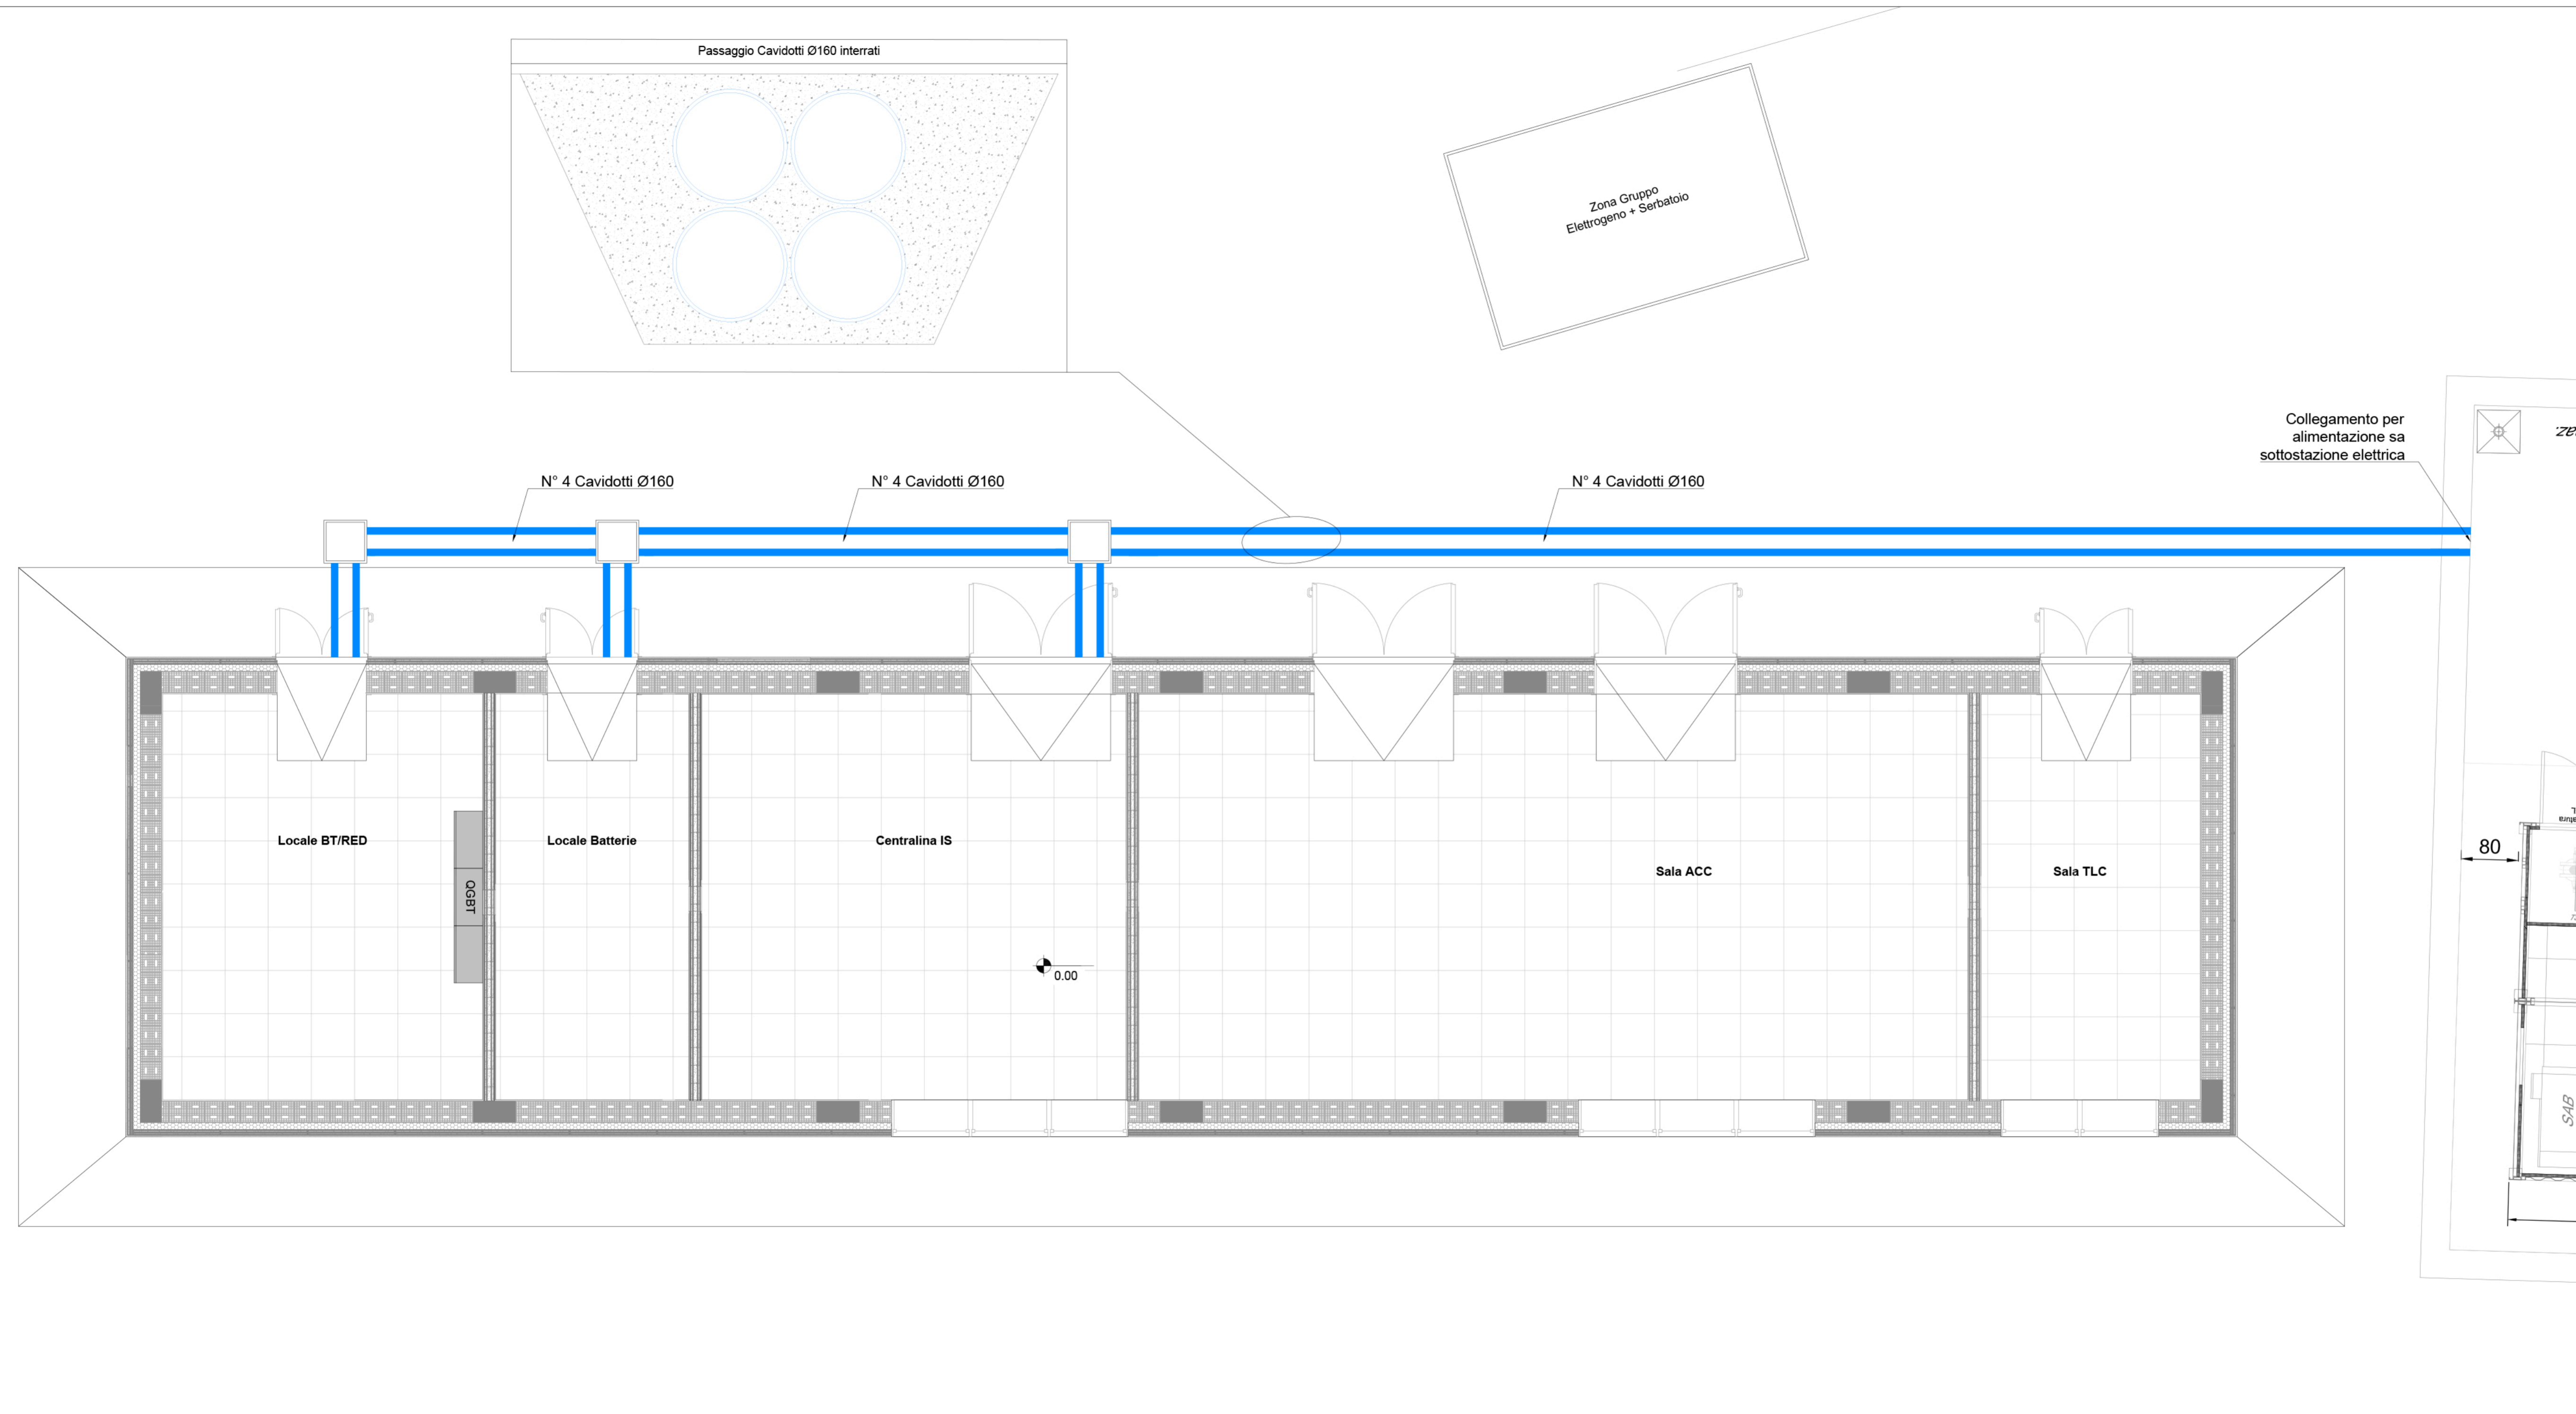 Passaggio Cavidotti Ø160 interrati
Zona Gruppo
Elettrogeno + Serbatoio
Collegamento per
alimentazione sa
sottostazione elettrica
N° 4 Cavidotti Ø160
N° 4 Cavidotti Ø160
N° 4 Cavidotti Ø160
Locale BT/RED
Locale Batterie
Centralina IS
Sala ACC
Sala TLC
QGBT
0.00
80
SAB